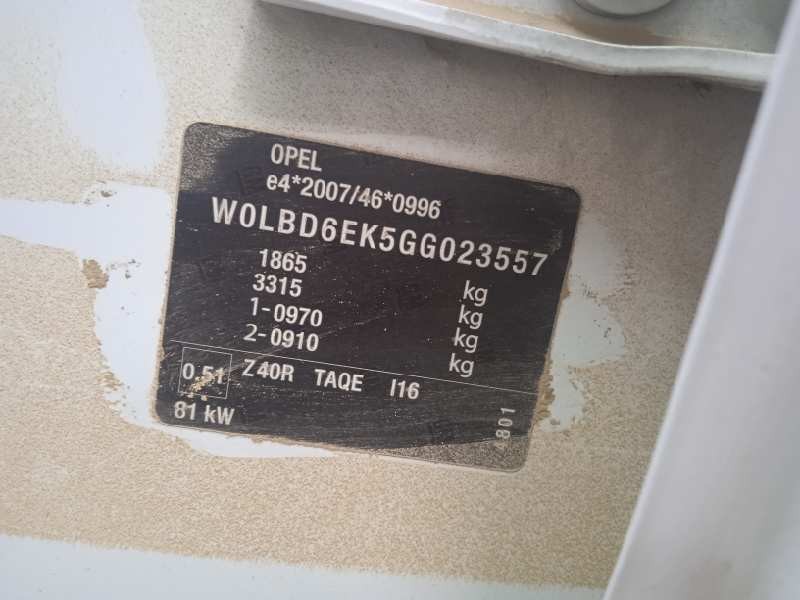 OPEL
e4*2007/46*0996
W0LBD6EK5GG023557
1865 kg
3315 kg
1-0970 kg
2-0910 kg
0.51 Z40R TAQE I16
81 kW
4801